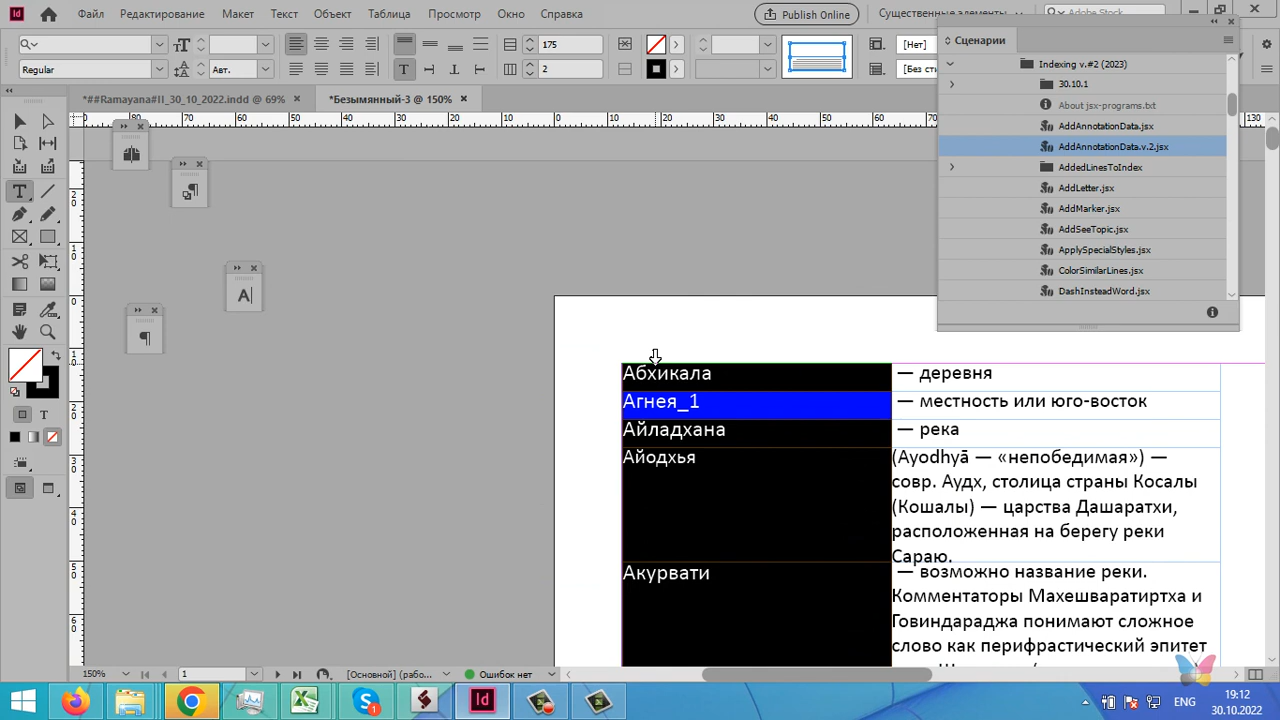 Файл Редактирование Макет Текст Объект Таблица Просмотр Окно Справка Publish Online Существенные элементы Adobe Stock
175 [Нет]
Regular Авт. 2
*##Ramayana#II_30_10_2022.indd @ 69% *Безымянный-3 @ 150%
Сценарии
Indexing v.#2 (2023)
30.10.1
About jsx-programs.txt
AddAnnotationData.jsx
AddAnnotationData.v.2.jsx
AddedLinesToIndex
AddLetter.jsx
AddMarker.jsx
AddSeeTopic.jsx
ApplySpecialStyles.jsx
ColorSimilarLines.jsx
DashInsteadWord.jsx
Абхикала — деревня
Агнея_1 — местность или юго-восток
Айладхана — река
Айодхья (Ayodhyā — «непобедимая») —
совр. Аудх, столица страны Косалы
(Кошалы) — царства Дашаратхи,
расположенная на берегу реки
Сараю.
Акурвати — возможно название реки.
Комментаторы Махешваратиртха и
Говиндараджа понимают сложное
слово как перифрастический эпитет
150% 1 [Основной] (рабо... Ошибок нет
ENG 19:12
30.10.2022